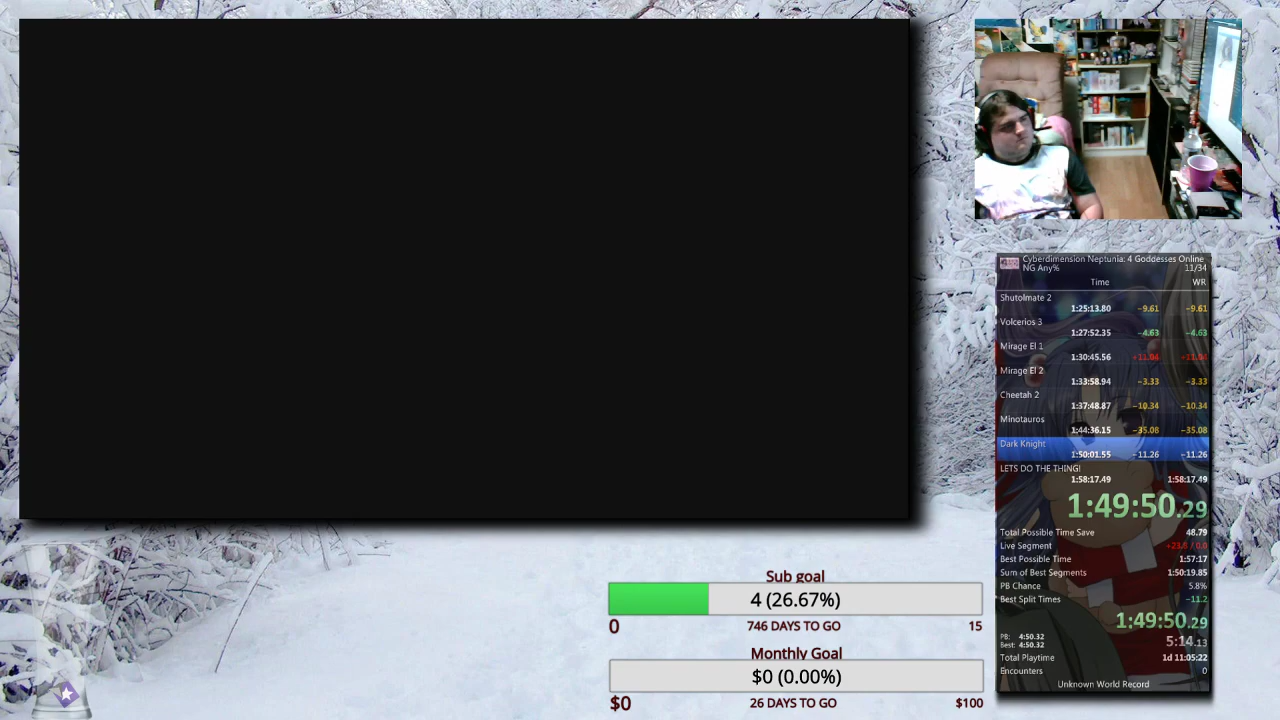 Cyberdimension Neptunia: 4 Goddesses Online
NG Any% 11/34
Time WR
Shutolmate 2
1:25:13.80 −9.61 −9.61
Volcerios 3
1:27:52.35 −4.63 −4.63
Mirage El 1
1:30:45.56 +11.04 +11.04
Mirage El 2
1:33:58.94 −3.33 −3.33
Cheetah 2
1:37:48.87 −10.34 −10.34
Minotauros
1:44:36.15 −35.08 −35.08
Dark Knight
1:50:01.55 −11.26 −11.26
LETS DO THE THING!
1:58:17.49 1:58:17.49
1:49:50.29
Total Possible Time Save 48.79
Live Segment +23.8 / 0.0
Best Possible Time 1:57:17
Sum of Best Segments 1:50:19.85
PB Chance 5.8%
Best Split Times −11.2
1:49:50.29
PB: 4:50.32
Best: 4:50.32 5:14.13
Total Playtime 1d 11:05:22
Encounters 0
Unknown World Record
Sub goal
4 (26.67%)
0 746 DAYS TO GO 15
Monthly Goal
$0 (0.00%)
$0 26 DAYS TO GO $100